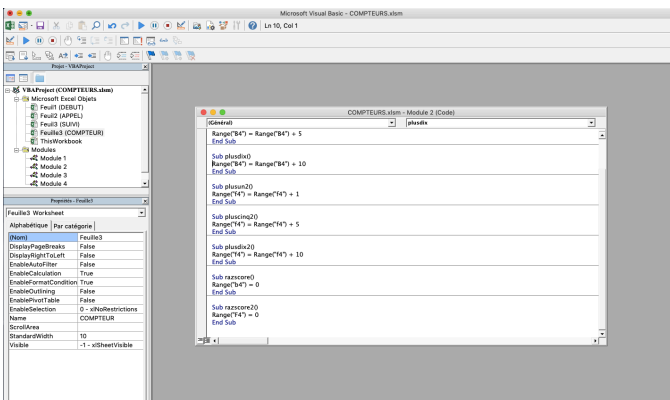 Microsoft Visual Basic - COMPTEURS.xlsm
Ln 10, Col 1
Projet - VBAProject
VBAProject (COMPTEURS.xlsm)
Microsoft Excel Objets
Feuil1 (DEBUT)
Feuil2 (APPEL)
Feuil3 (SUIVI)
Feuille3 (COMPTEUR)
ThisWorkbook
Modules
Module 1
Module 2
Module 3
Module 4
Propriétés - Feuille3
Feuille3 Worksheet
Alphabétique Par catégorie
(Nom) Feuille3
DisplayPageBreaks False
DisplayRightToLeft False
EnableAutoFilter False
EnableCalculation True
EnableFormatCondition True
EnableOutlining False
EnablePivotTable False
EnableSelection 0 - xlNoRestrictions
Name COMPTEUR
ScrollArea
StandardWidth 10
Visible -1 - xlSheetVisible
COMPTEURS.xlsm - Module 2 (Code)
(Général) plusdix
Range("B4") = Range("B4") + 5
End Sub
Sub plusdix()
Range("B4") = Range("B4") + 10
End Sub
Sub plusun2()
Range("f4") = Range("f4") + 1
End Sub
Sub pluscinq2()
Range("f4") = Range("f4") + 5
End Sub
Sub plusdix2()
Range("f4") = Range("f4") + 10
End Sub
Sub razscore()
Range("b4") = 0
End Sub
Sub razscore2()
Range("F4") = 0
End Sub